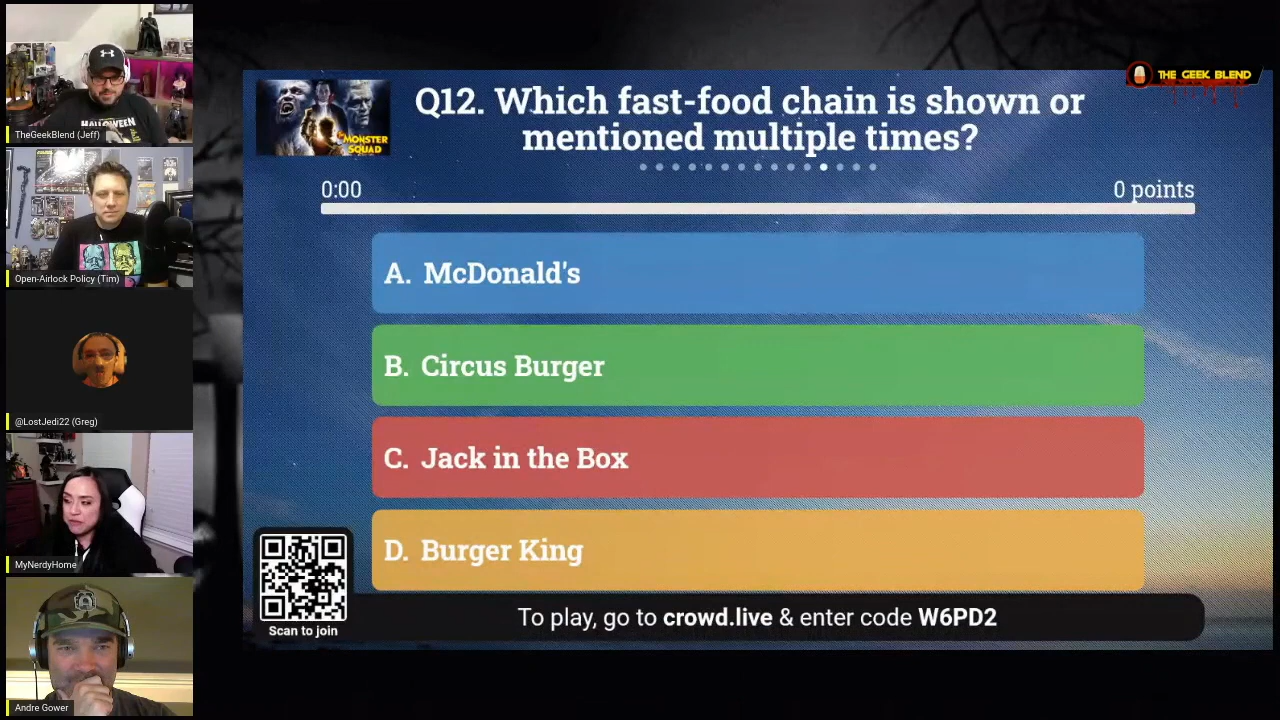 HALLOWEEN
TheGeekBlend (Jeff)
Open-Airlock Policy (Tim)
@LostJedi22 (Greg)
MyNerdyHome
Andre Gower
THE GEEK BLEND
MONSTER
SQUAD
Q12. Which fast-food chain is shown or
mentioned multiple times?
0:00
0 points
A. McDonald's
B. Circus Burger
C. Jack in the Box
D. Burger King
Scan to join
To play, go to crowd.live & enter code W6PD2